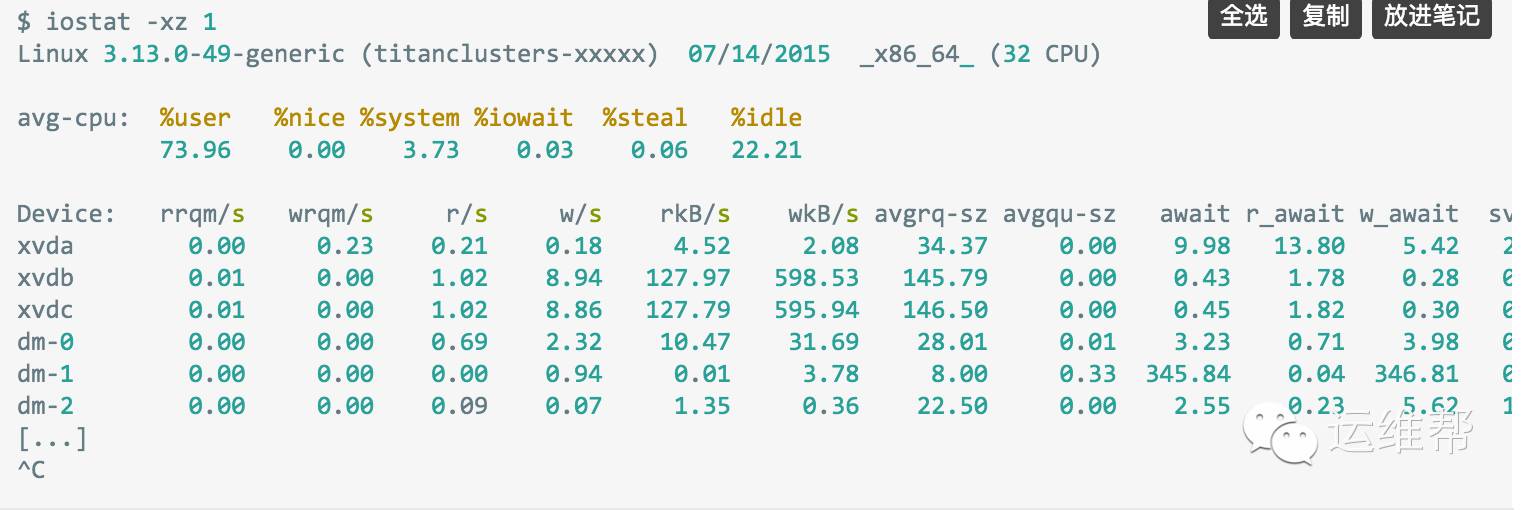 $ iostat -xz 1
全选 复制 放进笔记
Linux 3.13.0-49-generic (titanclusters-xxxxx)  07/14/2015  _x86_64_ (32 CPU)
avg-cpu:  %user   %nice %system %iowait  %steal   %idle
          73.96    0.00    3.73    0.03    0.06   22.21
Device:   rrqm/s   wrqm/s     r/s     w/s    rkB/s    wkB/s avgrq-sz avgqu-sz   await r_await w_await  sv
xvda        0.00     0.23    0.21    0.18     4.52     2.08    34.37     0.00    9.98   13.80    5.42   2
xvdb        0.01     0.00    1.02    8.94   127.97   598.53   145.79     0.00    0.43    1.78    0.28   0
xvdc        0.01     0.00    1.02    8.86   127.79   595.94   146.50     0.00    0.45    1.82    0.30   0
dm-0        0.00     0.00    0.69    2.32    10.47    31.69    28.01     0.01    3.23    0.71    3.98   0
dm-1        0.00     0.00    0.00    0.94     0.01     3.78     8.00     0.33  345.84    0.04  346.81   0
dm-2        0.00     0.00    0.09    0.07     1.35     0.36    22.50     0.00    2.55    0.23    5.62   1
[...]
^C
运维帮